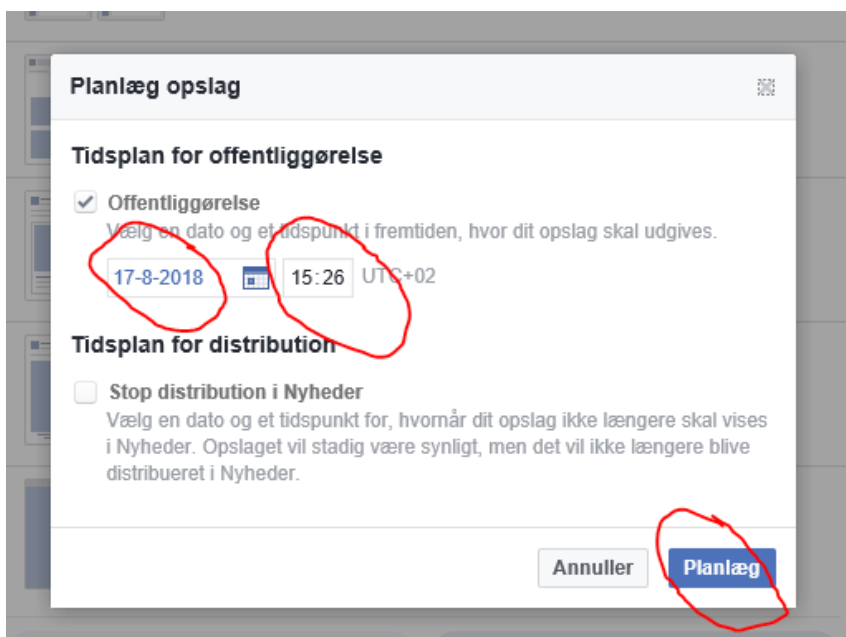 Planlæg opslag
Tidsplan for offentliggørelse
Offentliggørelse
Vælg en dato og et tidspunkt i fremtiden, hvor dit opslag skal udgives.
17-8-2018 15:26 UTC+02
Tidsplan for distribution
Stop distribution i Nyheder
Vælg en dato og et tidspunkt for, hvornår dit opslag ikke længere skal vises
i Nyheder. Opslaget vil stadig være synligt, men det vil ikke længere blive
distribueret i Nyheder.
Annuller Planlæg